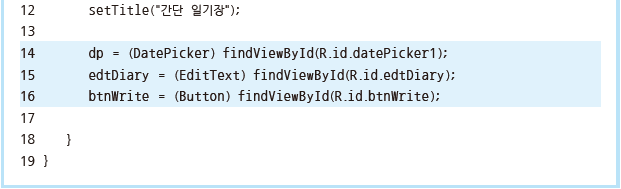 12 setTitle("간단 일기장");
13
14 dp = (DatePicker) findViewById(R.id.datePicker1);
15 edtDiary = (EditText) findViewById(R.id.edtDiary);
16 btnWrite = (Button) findViewById(R.id.btnWrite);
17
18 }
19 }